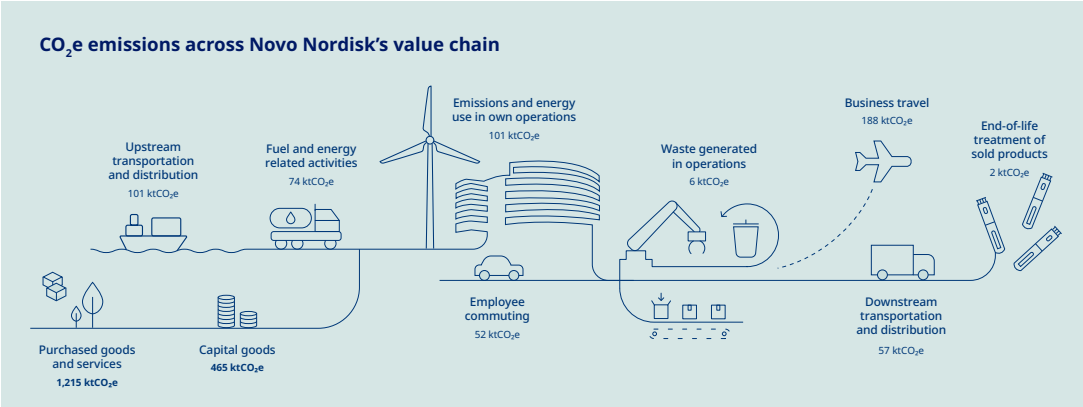 CO₂e emissions across Novo Nordisk's value chain
Upstream
transportation
and distribution
101 ktCO₂e
Fuel and energy
related activities
74 ktCO₂e
Emissions and energy
use in own operations
101 ktCO₂e
Waste generated
in operations
6 ktCO₂e
Business travel
188 ktCO₂e
End-of-life
treatment of
sold products
2 ktCO₂e
Purchased goods
and services
1,215 ktCO₂e
Capital goods
465 ktCO₂e
Employee
commuting
52 ktCO₂e
Downstream
transportation
and distribution
57 ktCO₂e